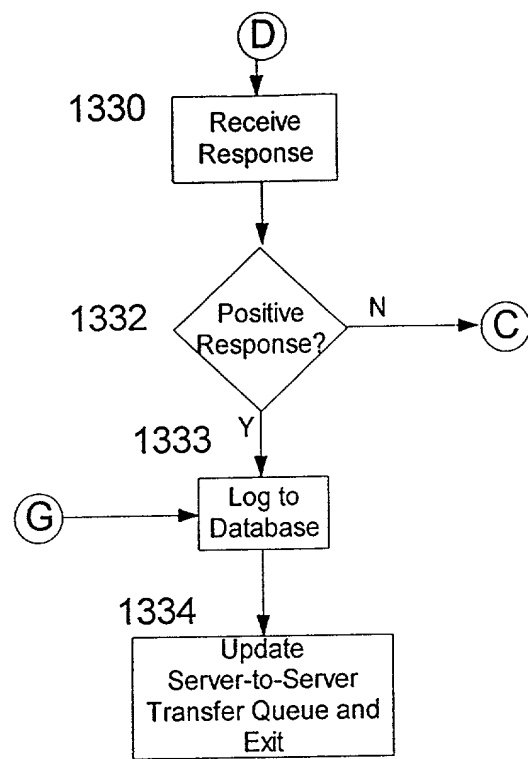 D
1330
Receive
Response
1332
Positive
Response?
N
C
Y
1333
G
Log to
Database
1334
Update
Server-to-Server
Transfer Queue and
Exit